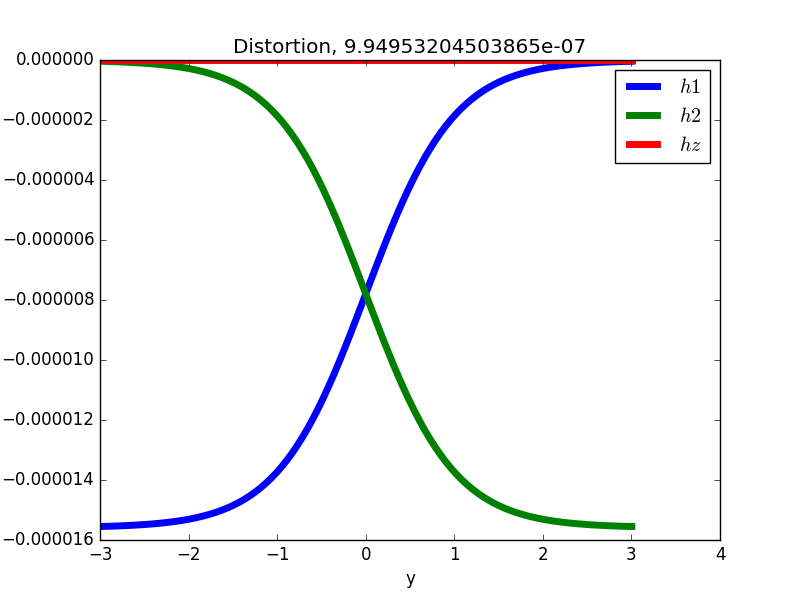 Distortion, 9.94953204503865e-07
0.000000
−0.000002
−0.000004
−0.000006
−0.000008
−0.000010
−0.000012
−0.000014
−0.000016
h1
h2
hz
−3 −2 −1 0 1 2 3 4
y